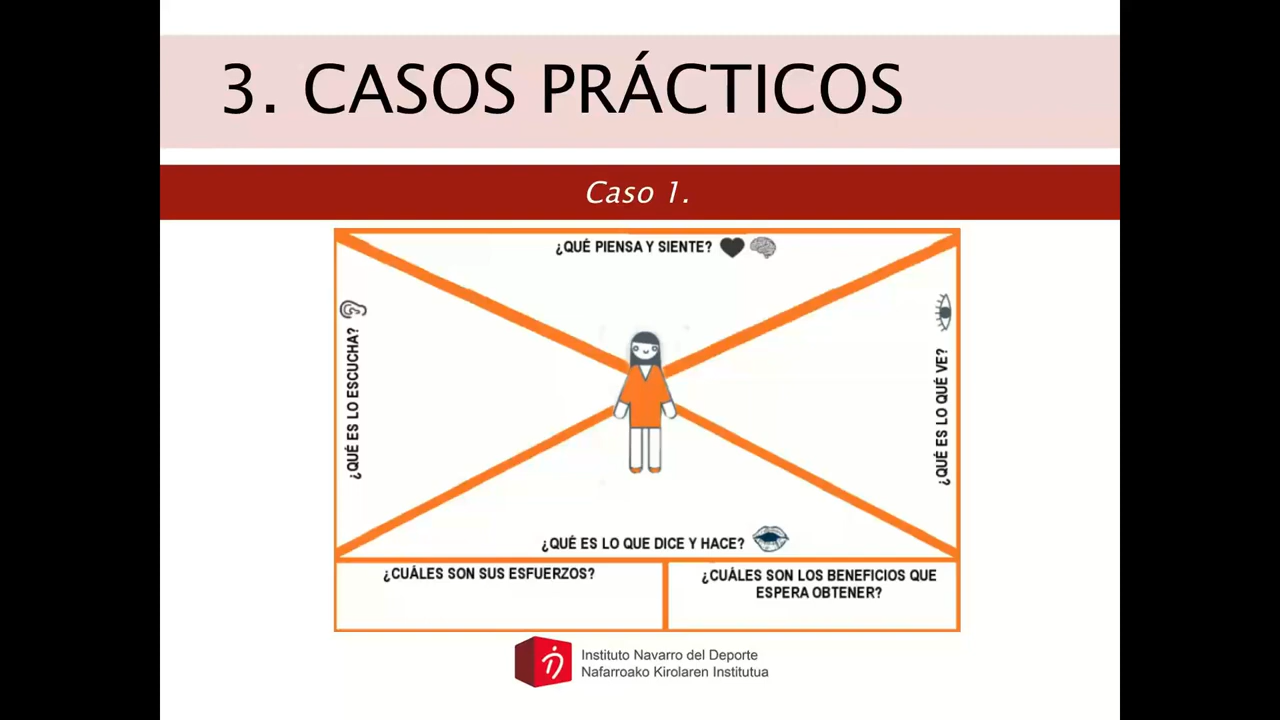 3. CASOS PRÁCTICOS
Caso 1.
¿QUÉ PIENSA Y SIENTE?
¿QUÉ ES LO ESCUCHA?
¿QUÉ ES LO QUÉ VE?
¿QUÉ ES LO QUE DICE Y HACE?
¿CUÁLES SON SUS ESFUERZOS?
¿CUÁLES SON LOS BENEFICIOS QUE
ESPERA OBTENER?
Instituto Navarro del Deporte
Nafarroako Kirolaren Institutua